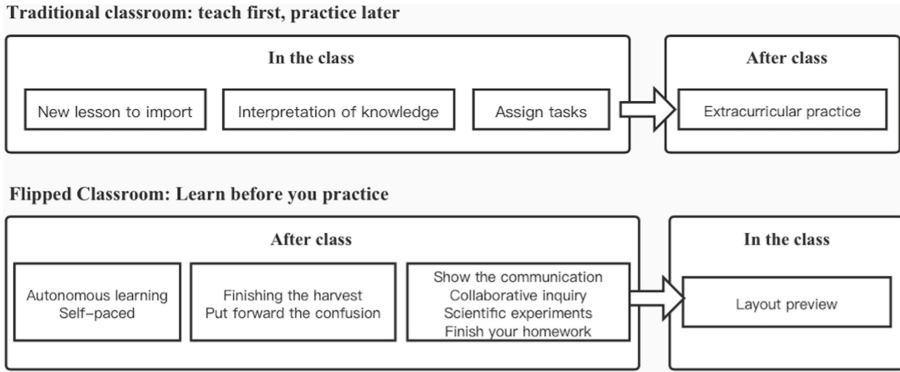 Traditional classroom: teach first, practice later
In the class
New lesson to import
Interpretation of knowledge
Assign tasks
After class
Extracurricular practice
Flipped Classroom: Learn before you practice
After class
Autonomous learning
Self-paced
Finishing the harvest
Put forward the confusion
Show the communication
Collaborative inquiry
Scientific experiments
Finish your homework
In the class
Layout preview